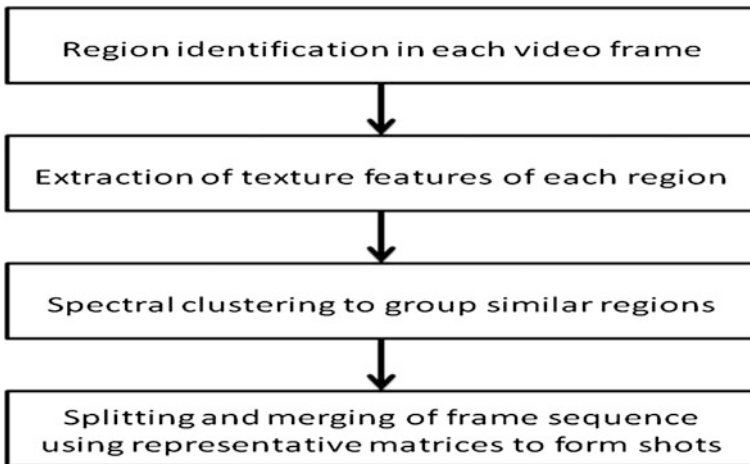 Region identification in each video frame
Extraction of texture features of each region
Spectral clustering to group similar regions
Splitting and merging of frame sequence
using representative matrices to form shots